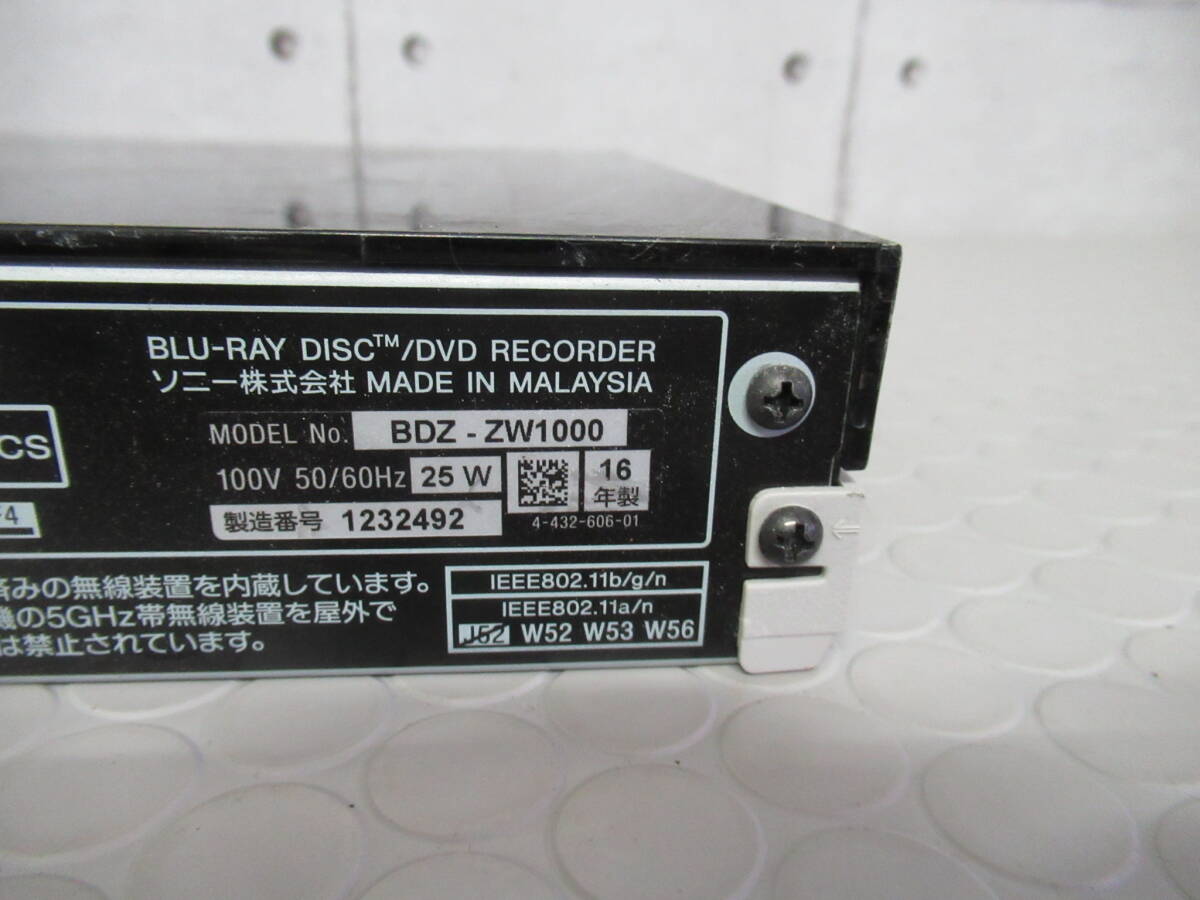 BLU-RAY DISC™/DVD RECORDER
ソニー株式会社 MADE IN MALAYSIA
CS
MODEL No. BDZ - ZW1000
100V 50/60Hz 25 W
16
年製
製造番号 1232492
4-432-606-01
4
済みの無線装置を内蔵しています。
機の5GHz帯無線装置を屋外で
は禁止されています。
IEEE802.11b/g/n
IEEE802.11a/n
J52 W52 W53 W56